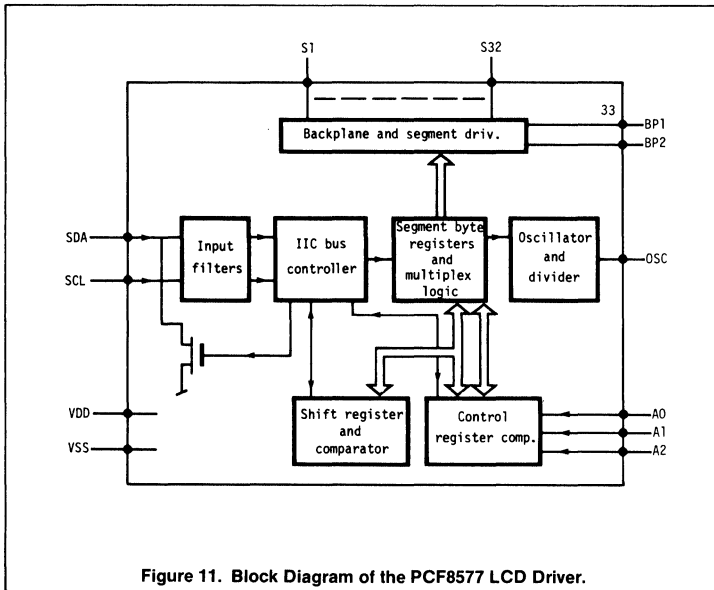 S1
S32
33
BP1
BP2
Backplane and segment driv.
SDA
SCL
Input
filters
IIC bus
controller
Segment byte
registers
and
multiplex
logic
Oscillator
and
divider
OSC
VDD
VSS
Shift register
and
comparator
Control
register comp.
A0
A1
A2
Figure 11. Block Diagram of the PCF8577 LCD Driver.